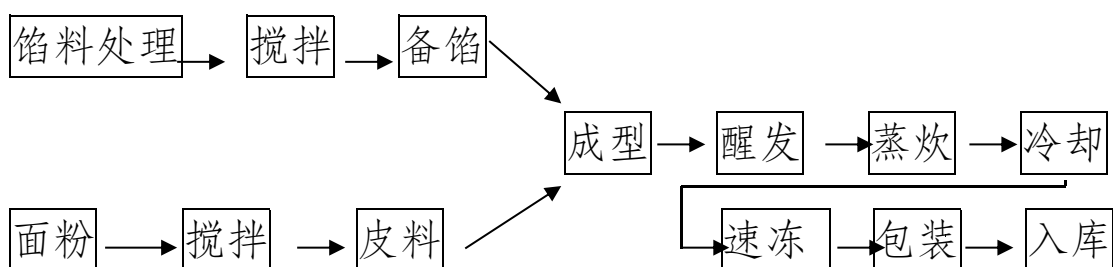 馅料处理 搅拌 备馅
成型 醒发 蒸炊 冷却
面粉 搅拌 皮料 速冻 包装 入库